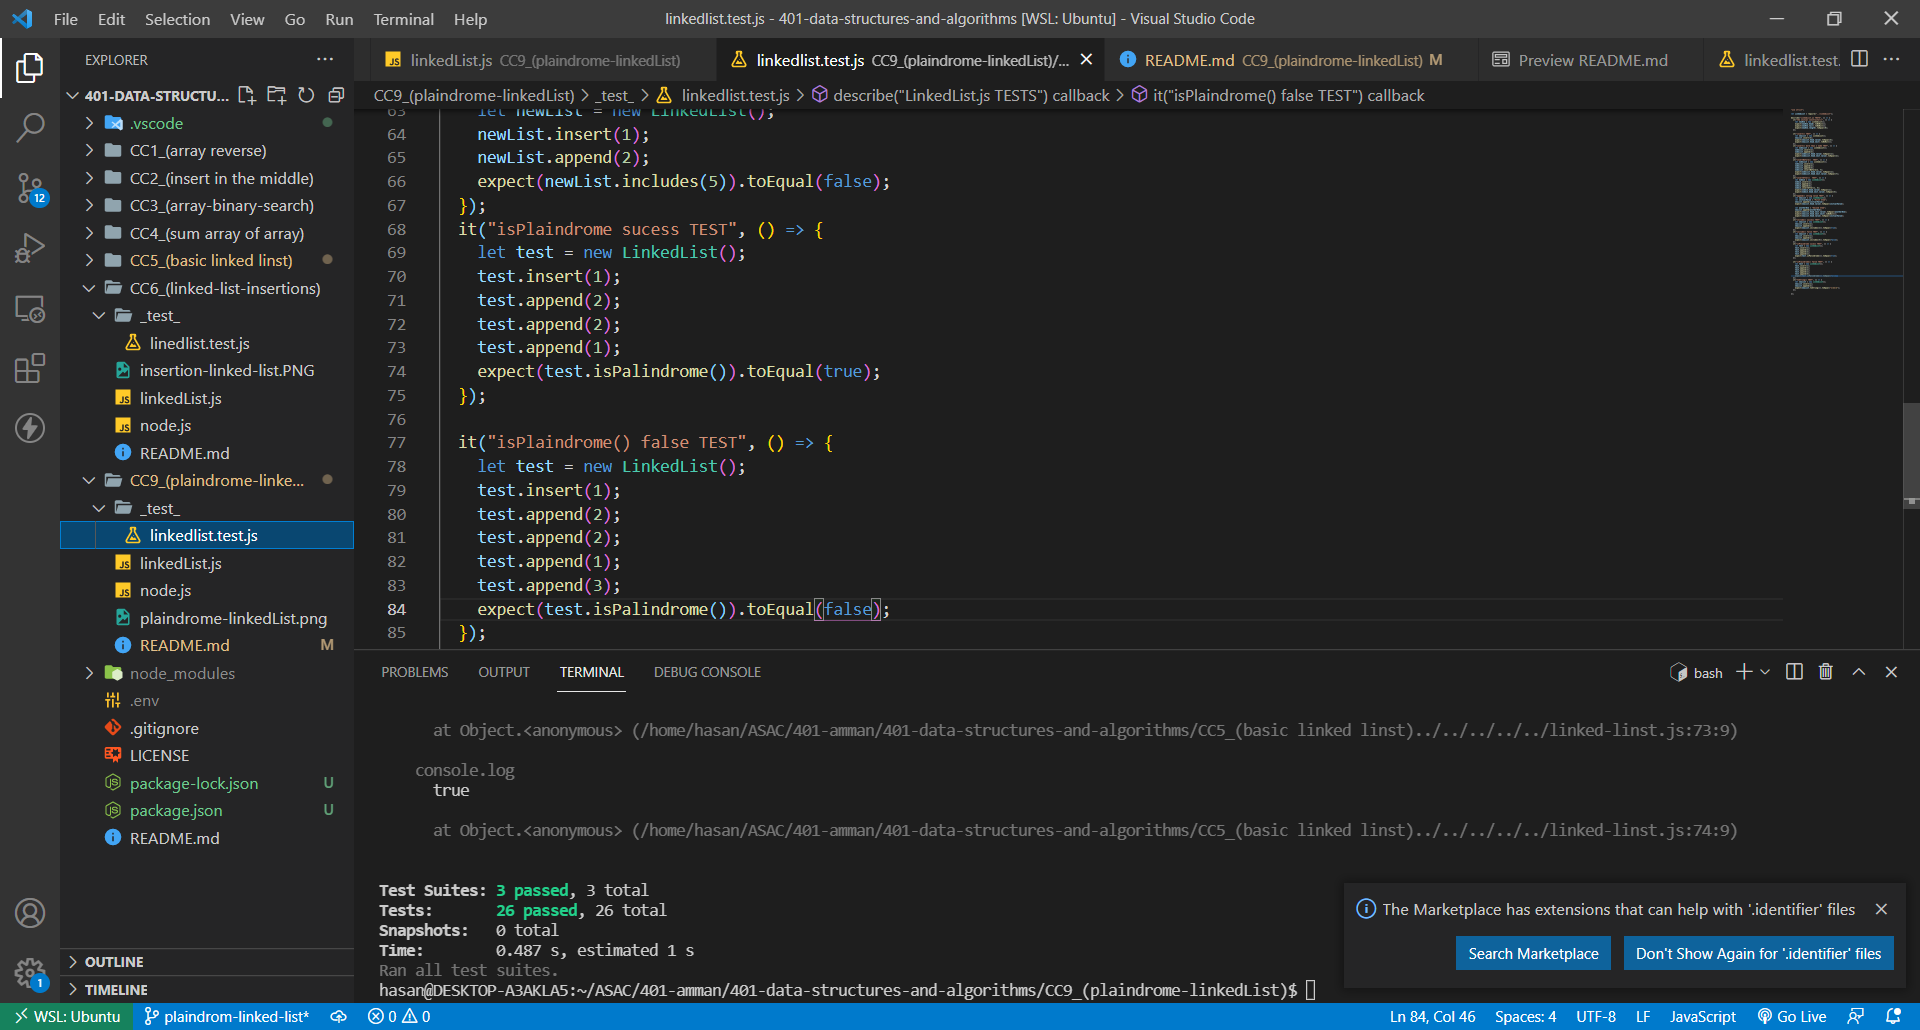 File Edit Selection View Go Run Terminal Help
linkedlist.test.js - 401-data-structures-and-algorithms [WSL: Ubuntu] - Visual Studio Code
EXPLORER
401-DATA-STRUCTU...
.vscode
CC1_(array reverse)
CC2_(insert in the middle)
CC3_(array-binary-search)
CC4_(sum array of array)
CC5_(basic linked linst)
CC6_(linked-list-insertions)
_test_
linedlist.test.js
insertion-linked-list.PNG
linkedList.js
node.js
README.md
CC9_(plaindrome-linke...
_test_
linkedlist.test.js
linkedList.js
node.js
plaindrome-linkedList.png
README.md M
node_modules
.env
.gitignore
LICENSE
package-lock.json U
package.json U
README.md
OUTLINE
TIMELINE
12
1
linkedList.js CC9_(plaindrome-linkedList)
linkedlist.test.js CC9_(plaindrome-linkedList)/...
README.md CC9_(plaindrome-linkedList) M
Preview README.md
linkedlist.test.
CC9_(plaindrome-linkedList) > _test_ > linkedlist.test.js > describe("LinkedList.js TESTS") callback > it("isPlaindrome() false TEST") callback
63 let newList = new LinkedList();
64 newList.insert(1);
65 newList.append(2);
66 expect(newList.includes(5)).toEqual(false);
67 });
68 it("isPlaindrome sucess TEST", () => {
69 let test = new LinkedList();
70 test.insert(1);
71 test.append(2);
72 test.append(2);
73 test.append(1);
74 expect(test.isPalindrome()).toEqual(true);
75 });
76
77 it("isPlaindrome() false TEST", () => {
78 let test = new LinkedList();
79 test.insert(1);
80 test.append(2);
81 test.append(2);
82 test.append(1);
83 test.append(3);
84 expect(test.isPalindrome()).toEqual(false);
85 });
PROBLEMS OUTPUT TERMINAL DEBUG CONSOLE
bash
at Object.<anonymous> (/home/hasan/ASAC/401-amman/401-data-structures-and-algorithms/CC5_(basic linked linst)../../../../../linked-linst.js:73:9)
console.log
true
at Object.<anonymous> (/home/hasan/ASAC/401-amman/401-data-structures-and-algorithms/CC5_(basic linked linst)../../../../../linked-linst.js:74:9)
Test Suites: 3 passed, 3 total
Tests: 26 passed, 26 total
Snapshots: 0 total
Time: 0.487 s, estimated 1 s
Ran all test suites.
hasan@DESKTOP-A3AKLA5:~/ASAC/401-amman/401-data-structures-and-algorithms/CC9_(plaindrome-linkedList)$
The Marketplace has extensions that can help with '.identifier' files
Search Marketplace
Don't Show Again for '.identifier' files
WSL: Ubuntu
plaindrom-linked-list*
0 0
Ln 84, Col 46
Spaces: 4
UTF-8
LF
JavaScript
Go Live